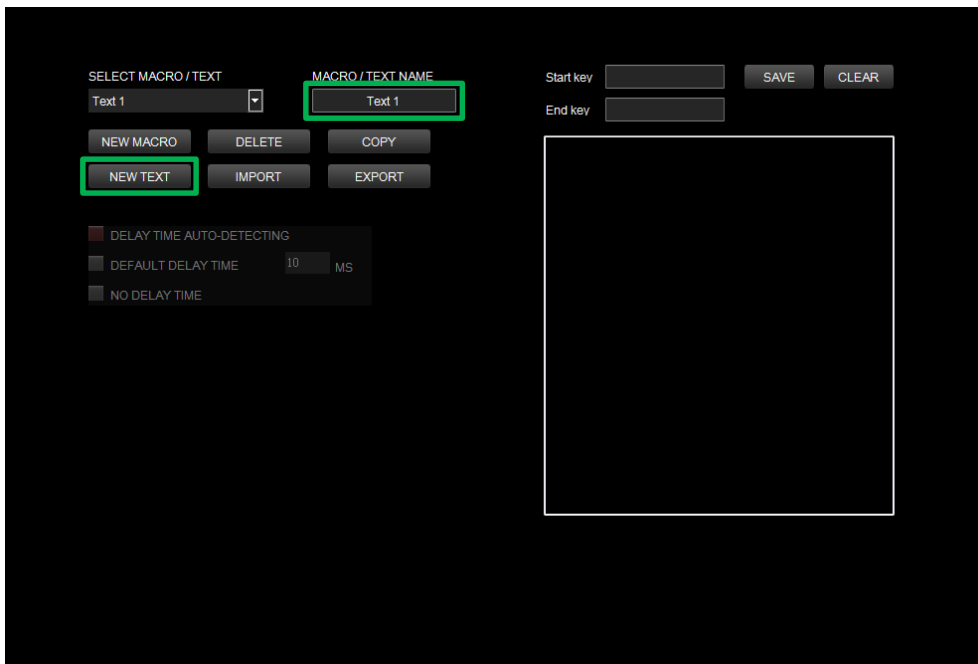 SELECT MACRO / TEXT
MACRO / TEXT NAME
Text 1
Text 1
NEW MACRO
DELETE
COPY
NEW TEXT
IMPORT
EXPORT
DELAY TIME AUTO-DETECTING
DEFAULT DELAY TIME
10
MS
NO DELAY TIME
Start key
SAVE
CLEAR
End key